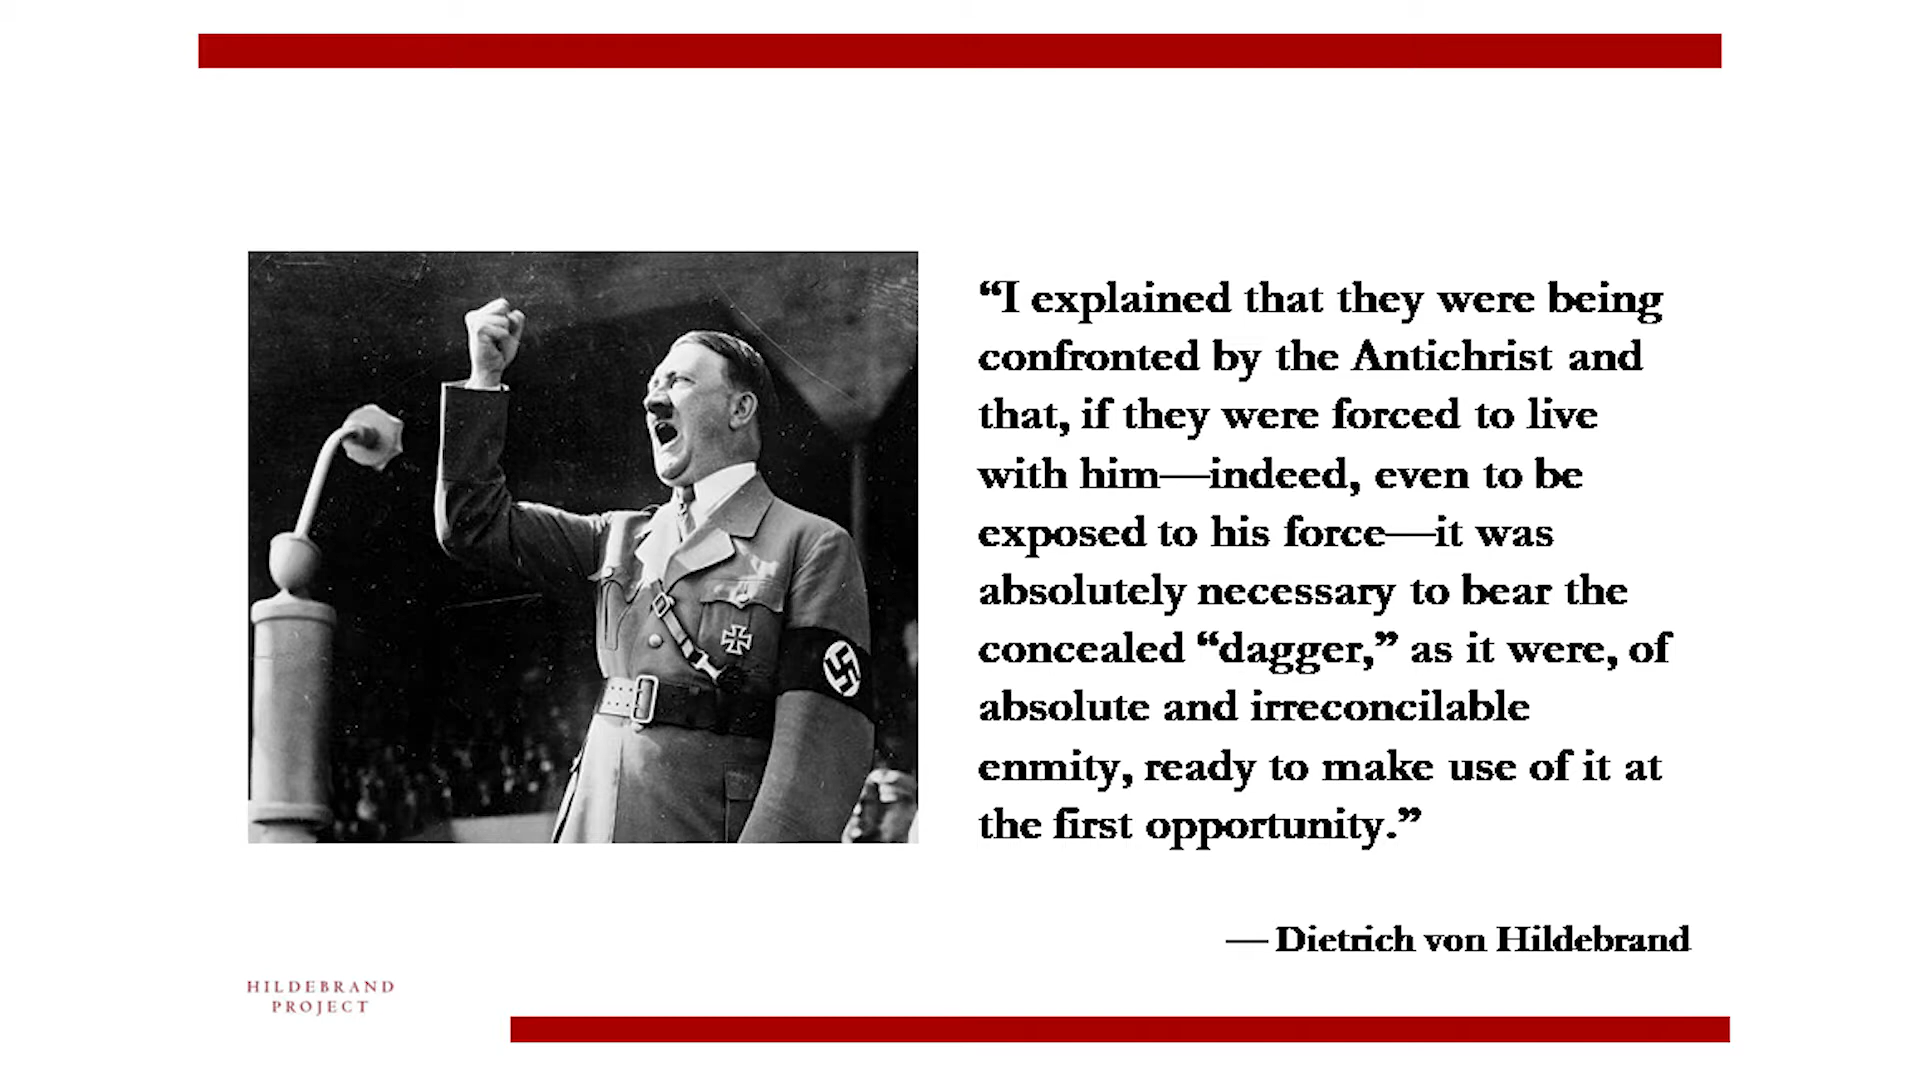 “I explained that they were being
confronted by the Antichrist and
that, if they were forced to live
with him—indeed, even to be
exposed to his force—it was
absolutely necessary to bear the
concealed “dagger,” as it were, of
absolute and irreconcilable
enmity, ready to make use of it at
the first opportunity.”
— Dietrich von Hildebrand
HILDEBRAND
PROJECT